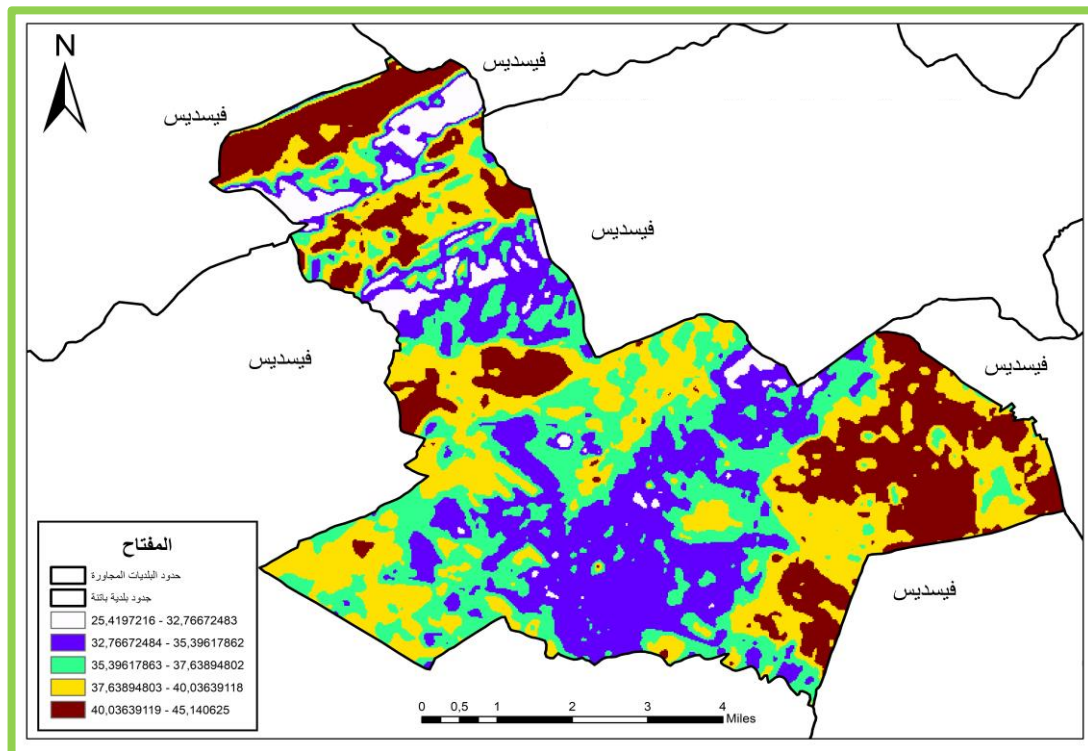 N
فيسديس
فيسديس
فيسديس
فيسديس
فيسديس
فيسديس
المفتاح
حدود البلديات المجاورة
جدود بلدية باتنة
25,4197216 - 32,76672483
32,76672484 - 35,39617862
35,39617863 - 37,63894802
37,63894803 - 40,03639118
40,03639119 - 45,140625
0 0,5 1 2 3 4
Miles